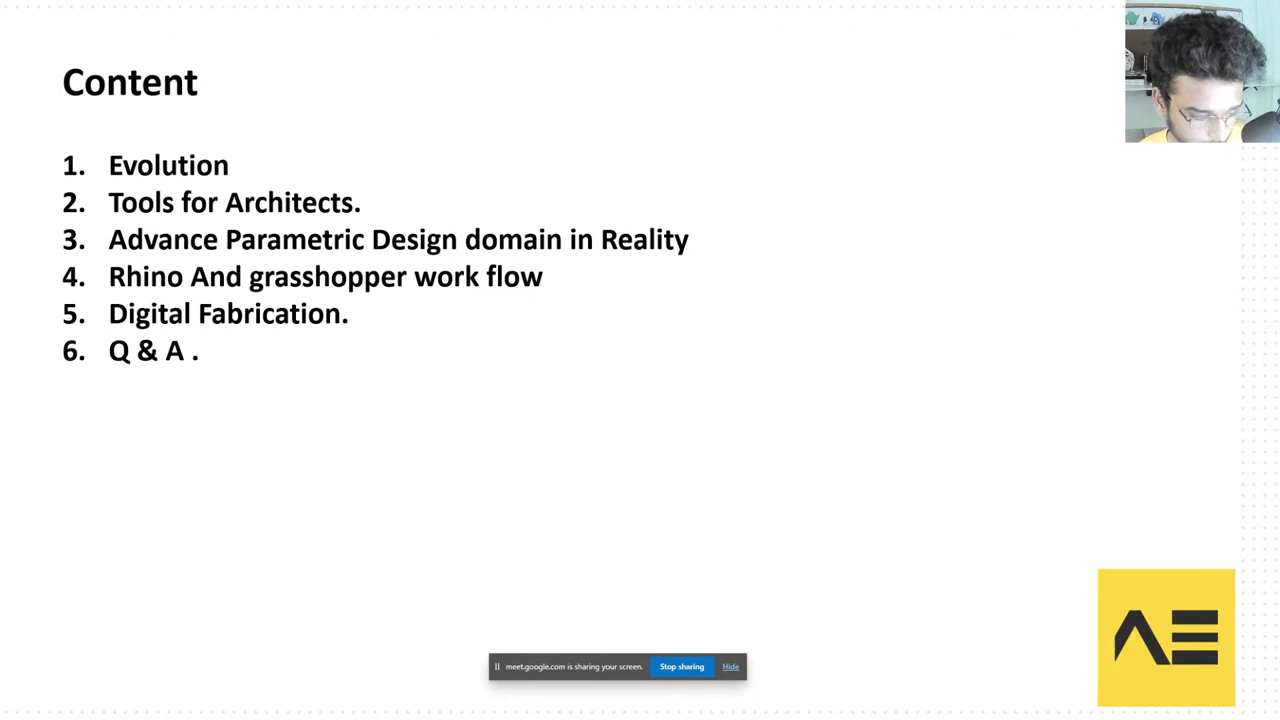 Content
1. Evolution
2. Tools for Architects.
3. Advance Parametric Design domain in Reality
4. Rhino And grasshopper work flow
5. Digital Fabrication.
6. Q & A .
meet.google.com is sharing your screen. Stop sharing Hide
AE